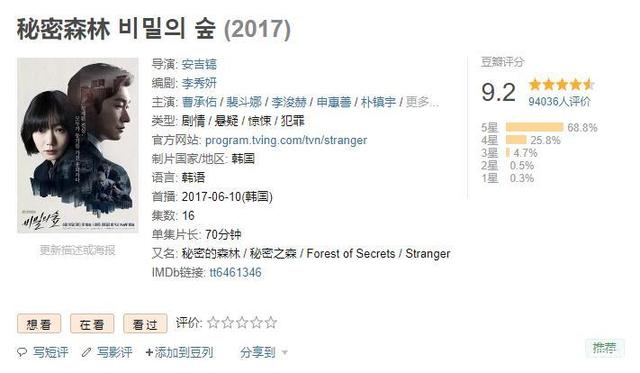 秘密森林 비밀의 숲 (2017)
导演: 安吉镐
编剧: 李秀妍
主演: 曹承佑 / 裴斗娜 / 李浚赫 / 申惠善 / 朴镇宇 / 更多...
类型: 剧情 / 悬疑 / 惊悚 / 犯罪
官方网站: program.tving.com/tvn/stranger
制片国家/地区: 韩国
语言: 韩语
首播: 2017-06-10(韩国)
集数: 16
单集片长: 70分钟
又名: 秘密的森林 / 秘密之森 / Forest of Secrets / Stranger
IMDb链接: tt6461346
비밀의 숲
更新描述或海报
豆瓣评分
9.2
94036人评价
5星 68.8%
4星 25.8%
3星 4.7%
2星 0.5%
1星 0.3%
想看 在看 看过 评价:
写短评 写影评 +添加到豆列 分享到
推荐